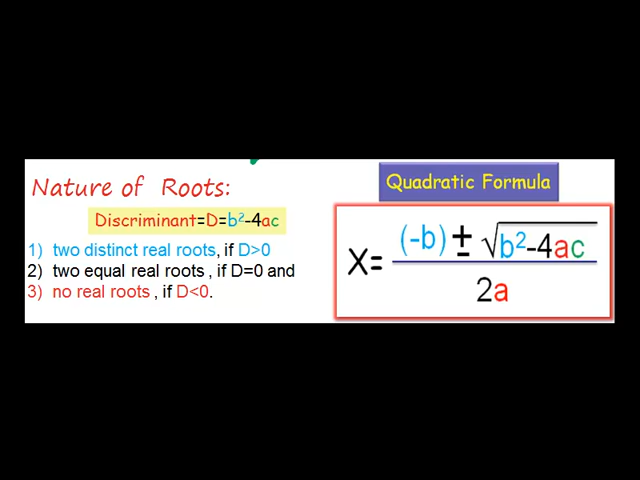 Nature of Roots:
Discriminant=D=b²-4ac
1) two distinct real roots, if D>0
2) two equal real roots , if D=0 and
3) no real roots , if D<0.
Quadratic Formula
X= (-b) ± √b²-4ac
2a